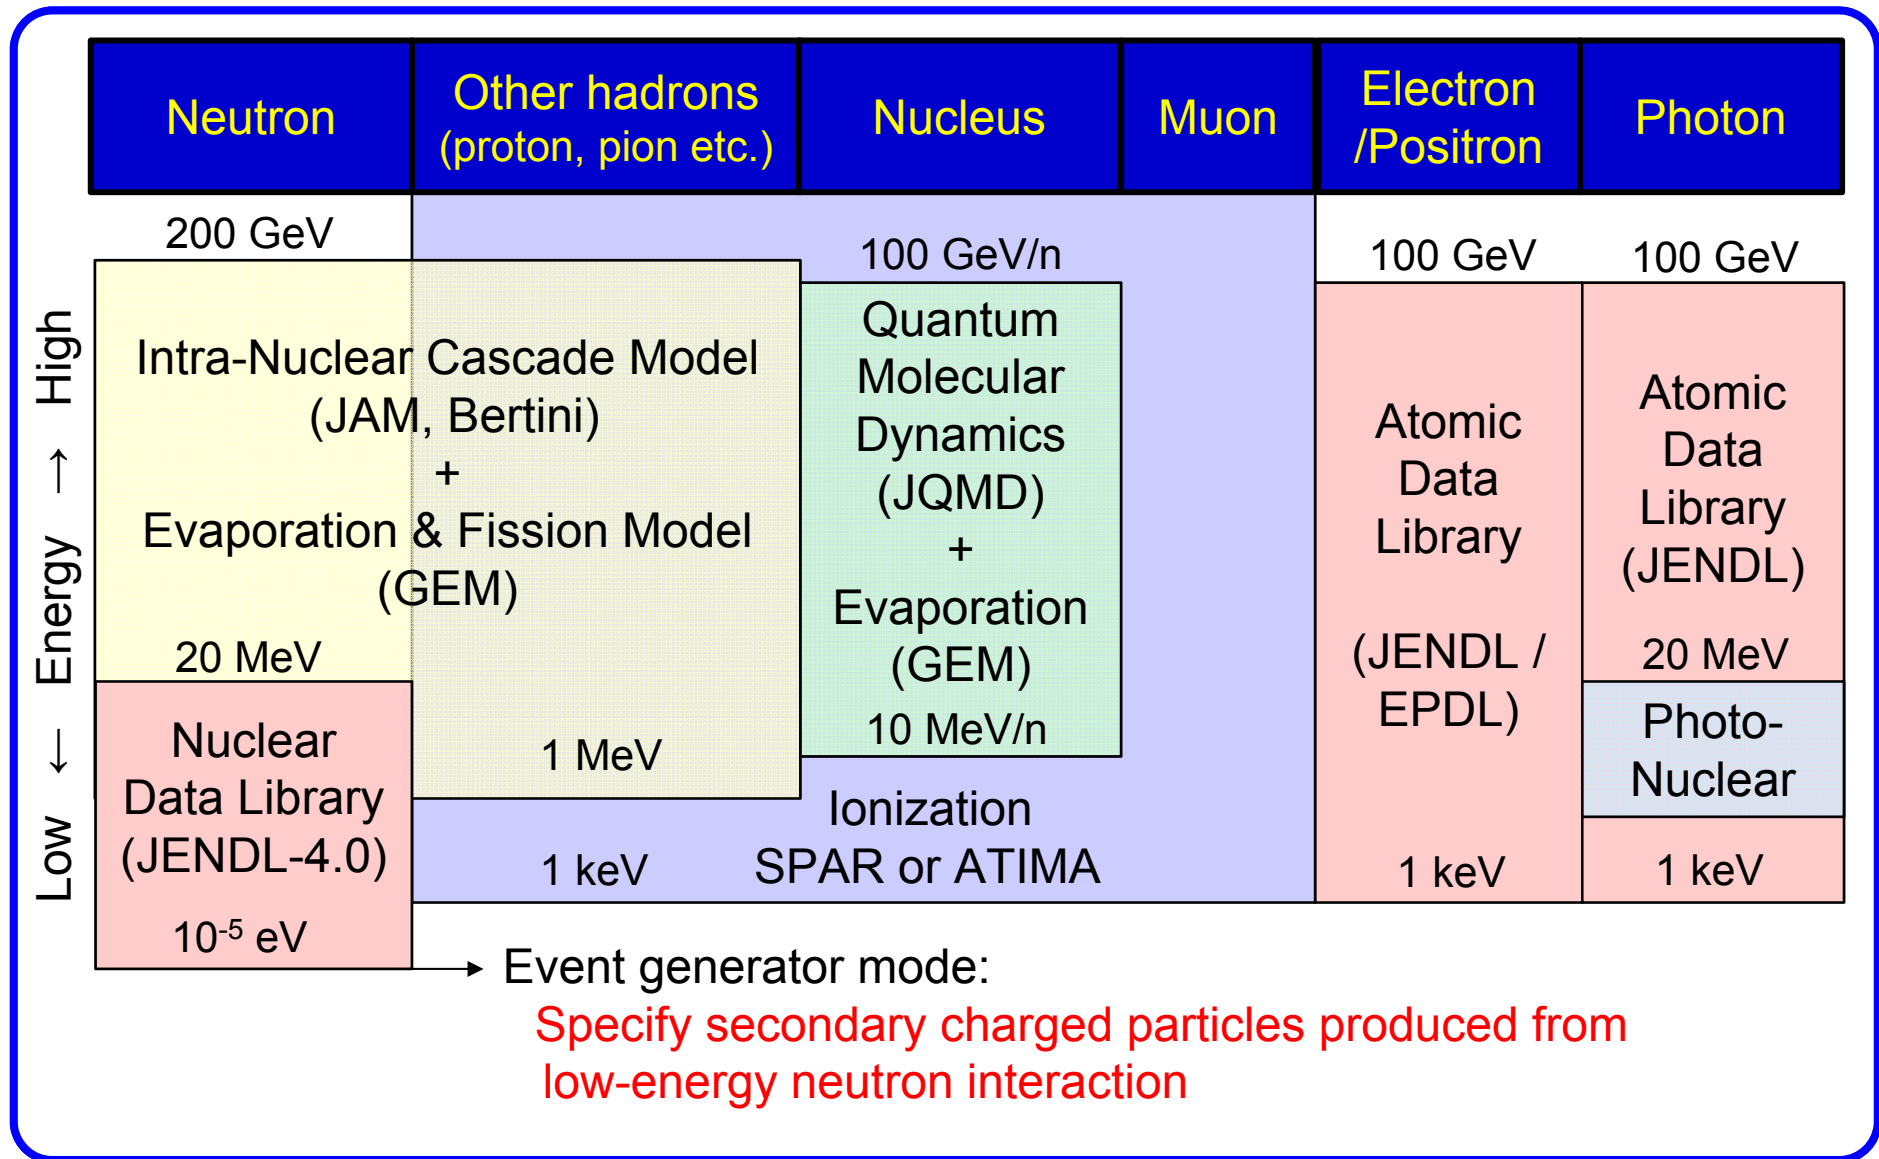 Neutron
Other hadrons
(proton, pion etc.)
Nucleus
Muon
Electron
/Positron
Photon
Low ← Energy → High
200 GeV
Intra-Nuclear Cascade Model
(JAM, Bertini)
+
Evaporation & Fission Model
(GEM)
20 MeV
1 MeV
Nuclear
Data Library
(JENDL-4.0)
10⁻⁵ eV
100 GeV/n
Quantum
Molecular
Dynamics
(JQMD)
+
Evaporation
(GEM)
10 MeV/n
Ionization
SPAR or ATIMA
1 keV
100 GeV
Atomic
Data
Library
(JENDL /
EPDL)
1 keV
100 GeV
Atomic
Data
Library
(JENDL)
20 MeV
Photo-
Nuclear
1 keV
Event generator mode:
Specify secondary charged particles produced from
low-energy neutron interaction